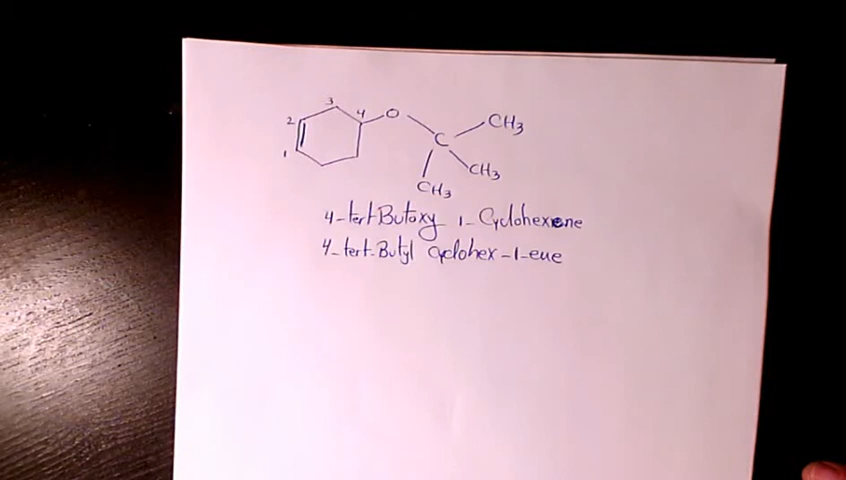 3
4
O
CH3
2
C
1
CH3
CH3
4-tert Butoxy 1-Cyclohexene
4-tert-Butyl cyclohex-1-ene